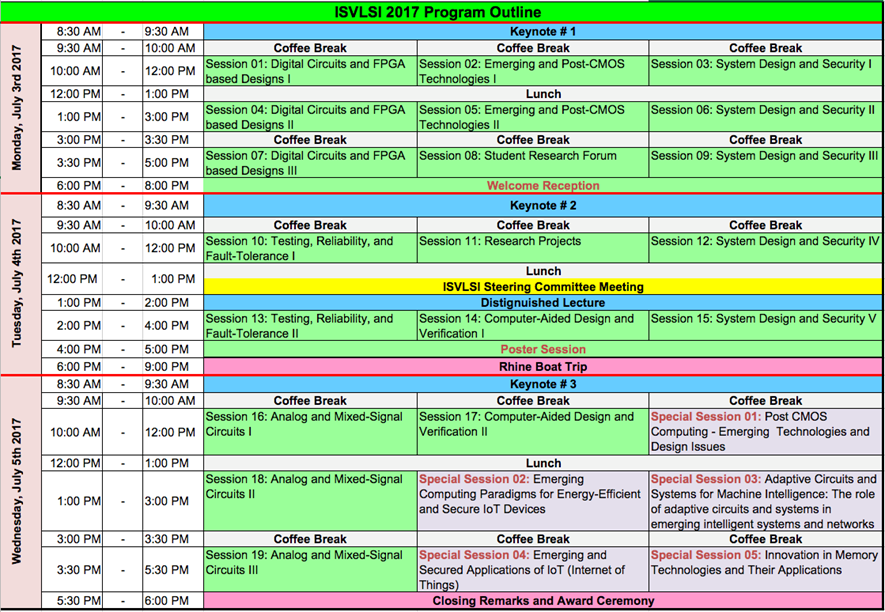 ISVLSI 2017 Program Outline
Monday, July 3rd 2017
8:30 AM - 9:30 AM Keynote # 1
9:30 AM - 10:00 AM Coffee Break Coffee Break Coffee Break
10:00 AM - 12:00 PM Session 01: Digital Circuits and FPGA Session 02: Emerging and Post-CMOS Session 03: System Design and Security I
based Designs I Technologies I
12:00 PM - 1:00 PM Lunch
1:00 PM - 3:00 PM Session 04: Digital Circuits and FPGA Session 05: Emerging and Post-CMOS Session 06: System Design and Security II
based Designs II Technologies II
3:00 PM - 3:30 PM Coffee Break Coffee Break Coffee Break
3:30 PM - 5:00 PM Session 07: Digital Circuits and FPGA Session 08: Student Research Forum Session 09: System Design and Security III
based Designs III
6:00 PM - 8:00 PM Welcome Reception
Tuesday, July 4th 2017
8:30 AM - 9:30 AM Keynote # 2
9:30 AM - 10:00 AM Coffee Break Coffee Break Coffee Break
10:00 AM - 12:00 PM Session 10: Testing, Reliability, and Session 11: Research Projects Session 12: System Design and Security IV
Fault-Tolerance I
12:00 PM - 1:00 PM Lunch
ISVLSI Steering Committee Meeting
1:00 PM - 2:00 PM Distignuished Lecture
2:00 PM - 4:00 PM Session 13: Testing, Reliability, and Session 14: Computer-Aided Design and Session 15: System Design and Security V
Fault-Tolerance II Verification I
4:00 PM - 5:00 PM Poster Session
6:00 PM - 9:00 PM Rhine Boat Trip
Wednesday, July 5th 2017
8:30 AM - 9:30 AM Keynote # 3
9:30 AM - 10:00 AM Coffee Break Coffee Break Coffee Break
10:00 AM - 12:00 PM Session 16: Analog and Mixed-Signal Session 17: Computer-Aided Design and Special Session 01: Post CMOS
Circuits I Verification II Computing - Emerging Technologies and
Design Issues
12:00 PM - 1:00 PM Lunch
1:00 PM - 3:00 PM Session 18: Analog and Mixed-Signal Special Session 02: Emerging Special Session 03: Adaptive Circuits and
Circuits II Computing Paradigms for Energy-Efficient Systems for Machine Intelligence: The role
and Secure IoT Devices of adaptive circuits and systems in
emerging intelligent systems and networks
3:00 PM - 3:30 PM Coffee Break Coffee Break Coffee Break
3:30 PM - 5:30 PM Session 19: Analog and Mixed-Signal Special Session 04: Emerging and Special Session 05: Innovation in Memory
Circuits III Secured Applications of IoT (Internet of Technologies and Their Applications
Things)
5:30 PM - 6:00 PM Closing Remarks and Award Ceremony